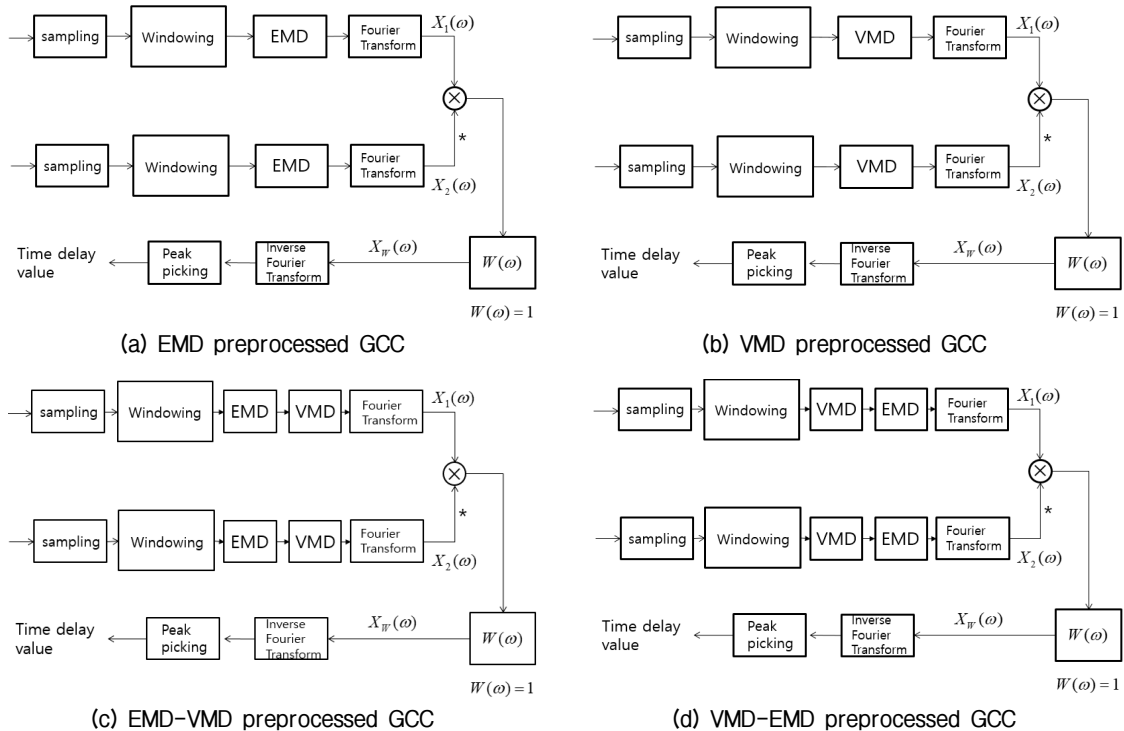 sampling
Windowing
EMD
Fourier
Transform
X₁(ω)
*
sampling
Windowing
EMD
Fourier
Transform
X₂(ω)
Time delay
value
Peak
picking
Inverse
Fourier
Transform
X_W(ω)
W(ω)
W(ω)=1
(a) EMD preprocessed GCC
sampling
Windowing
VMD
Fourier
Transform
X₁(ω)
*
sampling
Windowing
VMD
Fourier
Transform
X₂(ω)
Time delay
value
Peak
picking
Inverse
Fourier
Transform
X_W(ω)
W(ω)
W(ω)=1
(b) VMD preprocessed GCC
sampling
Windowing
EMD
VMD
Fourier
Transform
X₁(ω)
*
sampling
Windowing
EMD
VMD
Fourier
Transform
X₂(ω)
Time delay
value
Peak
picking
Inverse
Fourier
Transform
X_W(ω)
W(ω)
W(ω)=1
(c) EMD-VMD preprocessed GCC
sampling
Windowing
VMD
EMD
Fourier
Transform
X₁(ω)
*
sampling
Windowing
VMD
EMD
Fourier
Transform
X₂(ω)
Time delay
value
Peak
picking
Inverse
Fourier
Transform
X_W(ω)
W(ω)
W(ω)=1
(d) VMD-EMD preprocessed GCC